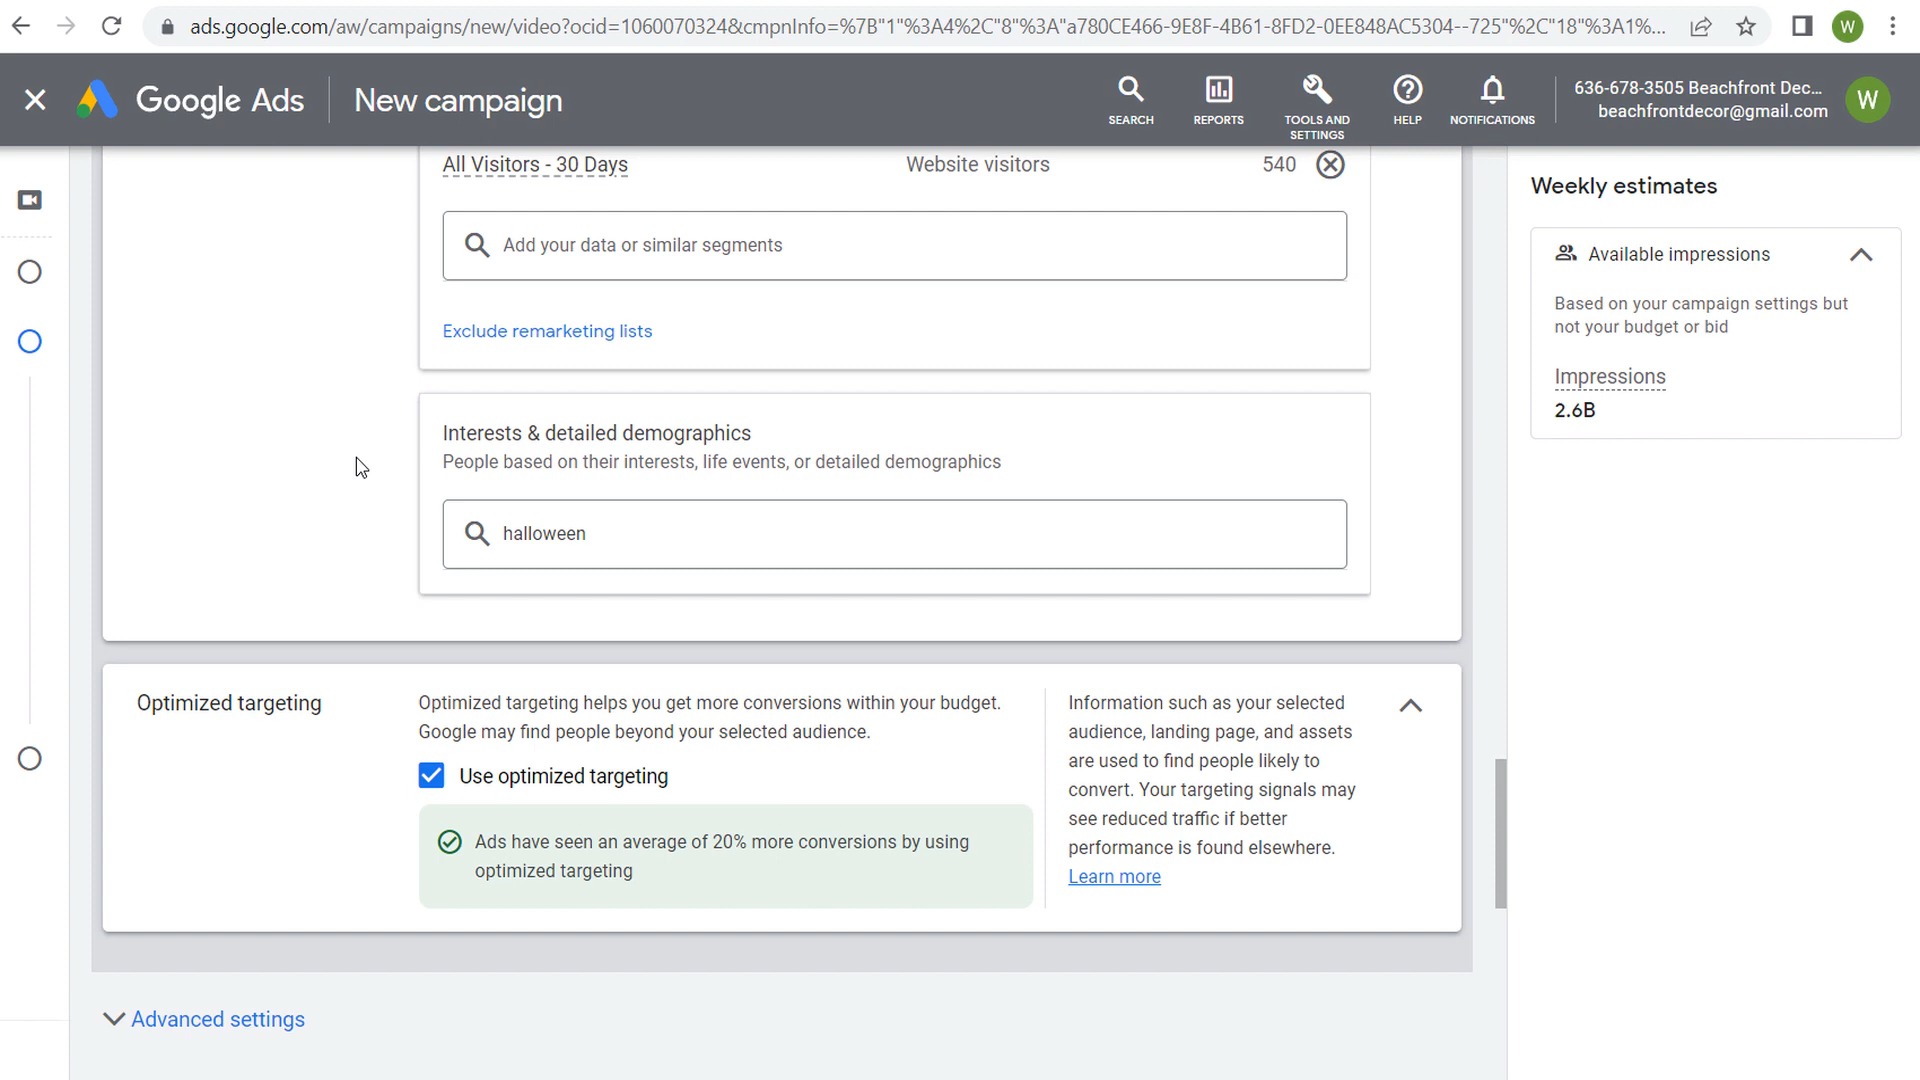 ads.google.com/aw/campaigns/new/video?ocid=1060070324&cmpnInfo=%7B"1"%3A4%2C"8"%3A"a780CE466-9E8F-4B61-8FD2-0EE848AC5304--725"%2C"18"%3A1%...
W
Google Ads
New campaign
SEARCH
REPORTS
TOOLS AND
SETTINGS
HELP
NOTIFICATIONS
636-678-3505 Beachfront Dec...
beachfrontdecor@gmail.com
W
All Visitors - 30 Days
Website visitors
540
Add your data or similar segments
Exclude remarketing lists
Interests & detailed demographics
People based on their interests, life events, or detailed demographics
halloween
Optimized targeting
Optimized targeting helps you get more conversions within your budget.
Google may find people beyond your selected audience.
Use optimized targeting
Ads have seen an average of 20% more conversions by using
optimized targeting
Information such as your selected
audience, landing page, and assets
are used to find people likely to
convert. Your targeting signals may
see reduced traffic if better
performance is found elsewhere.
Learn more
Advanced settings
Weekly estimates
Available impressions
Based on your campaign settings but
not your budget or bid
Impressions
2.6B